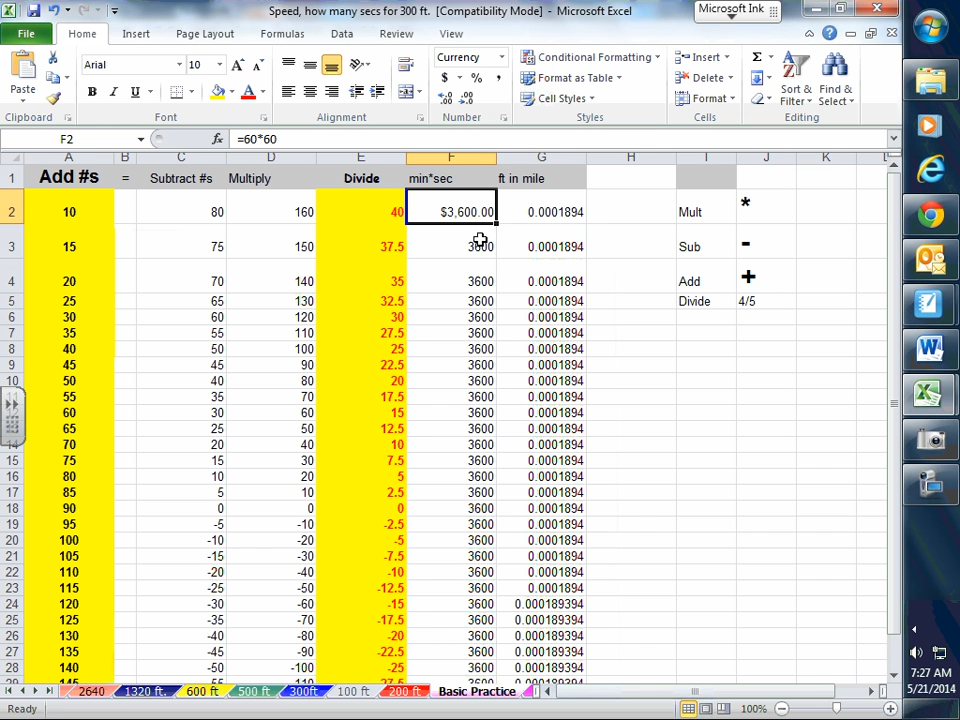 Speed, how many secs for 300 ft. [Compatibility Mode] - Microsoft Excel
Microsoft Ink
File Home Insert Page Layout Formulas Data Review View
Paste
Arial 10
B I U
Currency
$ % ,
Conditional Formatting
Format as Table
Cell Styles
Insert
Delete
Format
Sort & Filter
Find & Select
Clipboard Font Alignment Number Styles Cells Editing
F2 fx =60*60
A B C D E F G H I J K
1 Add #s = Subtract #s Multiply Divide min*sec ft in mile
2 10 80 160 40 $3,600.00 0.0001894 Mult *
3 15 75 150 37.5 3600 0.0001894 Sub -
4 20 70 140 35 3600 0.0001894 Add +
5 25 65 130 32.5 3600 0.0001894 Divide 4/5
6 30 60 120 30 3600 0.0001894
7 35 55 110 27.5 3600 0.0001894
8 40 50 100 25 3600 0.0001894
9 45 45 90 22.5 3600 0.0001894
10 50 40 80 20 3600 0.0001894
55 35 70 17.5 3600 0.0001894
60 30 60 15 3600 0.0001894
65 25 50 12.5 3600 0.0001894
14 70 20 40 10 3600 0.0001894
15 75 15 30 7.5 3600 0.0001894
16 80 10 20 5 3600 0.0001894
17 85 5 10 2.5 3600 0.0001894
18 90 0 0 0 3600 0.0001894
19 95 -5 -10 -2.5 3600 0.0001894
20 100 -10 -20 -5 3600 0.0001894
21 105 -15 -30 -7.5 3600 0.0001894
22 110 -20 -40 -10 3600 0.0001894
23 115 -25 -50 -12.5 3600 0.0001894
24 120 -30 -60 -15 3600 0.000189394
25 125 -35 -70 -17.5 3600 0.000189394
26 130 -40 -80 -20 3600 0.000189394
27 135 -45 -90 -22.5 3600 0.000189394
28 140 -50 -100 -25 3600 0.000189394
2640 1320 ft. 600 ft 500 ft 300ft 100 ft 200 ft Basic Practice
Ready 100%
7:27 AM
5/21/2014